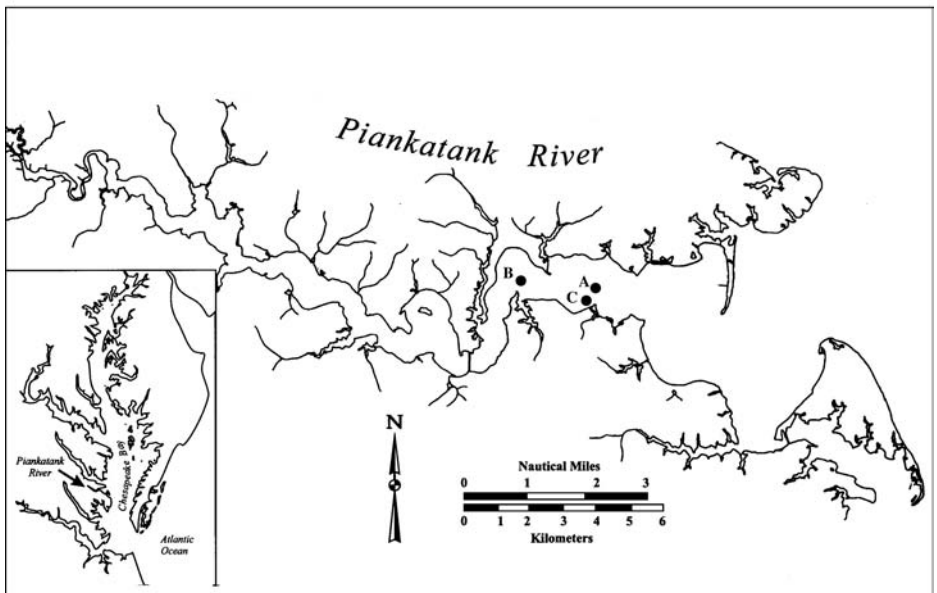 Piankatank River
B
A
C
N
Nautical Miles
0 1 2 3
0 1 2 3 4 5 6
Kilometers
Piankatank
River
Chesapeake Bay
Atlantic
Ocean